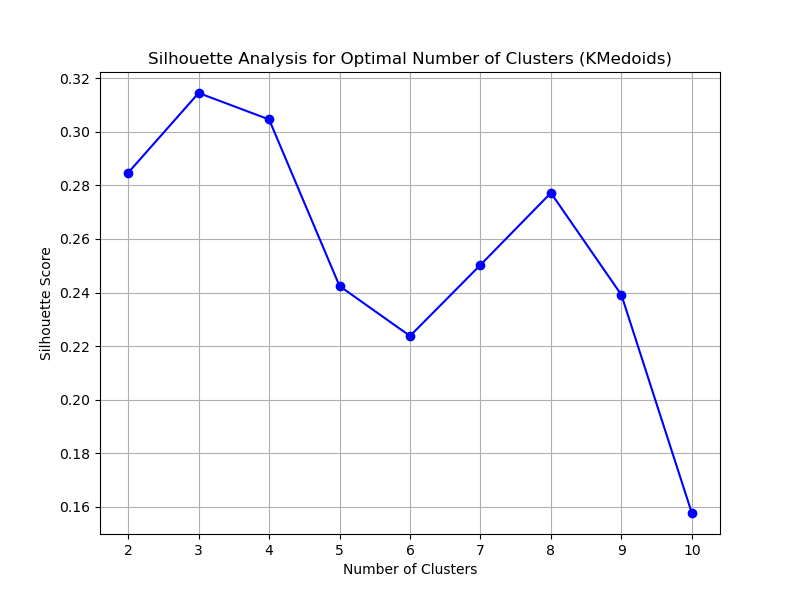 Silhouette Analysis for Optimal Number of Clusters (KMedoids)
0.32
0.30
0.28
0.26
0.24
0.22
0.20
0.18
0.16
Silhouette Score
2 3 4 5 6 7 8 9 10
Number of Clusters